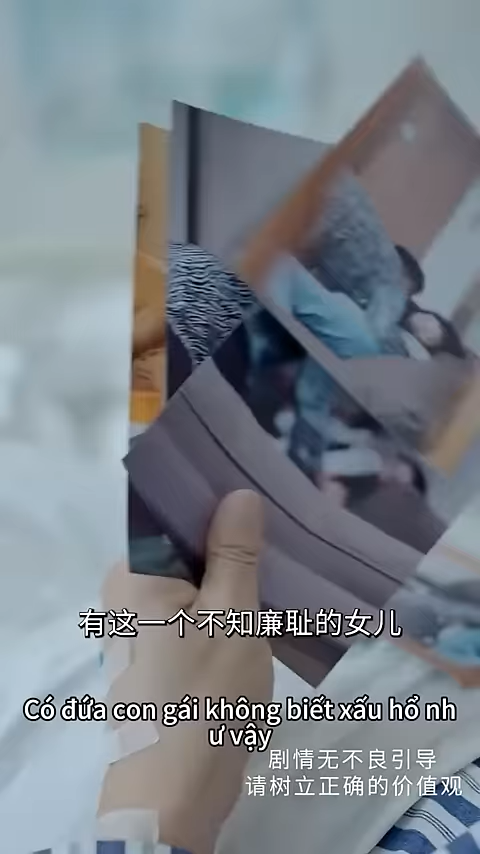 有这一个不知廉耻的女儿
Có đứa con gái không biết xấu hổ nh
ư vậy
剧情无不良引导
请树立正确的价值观